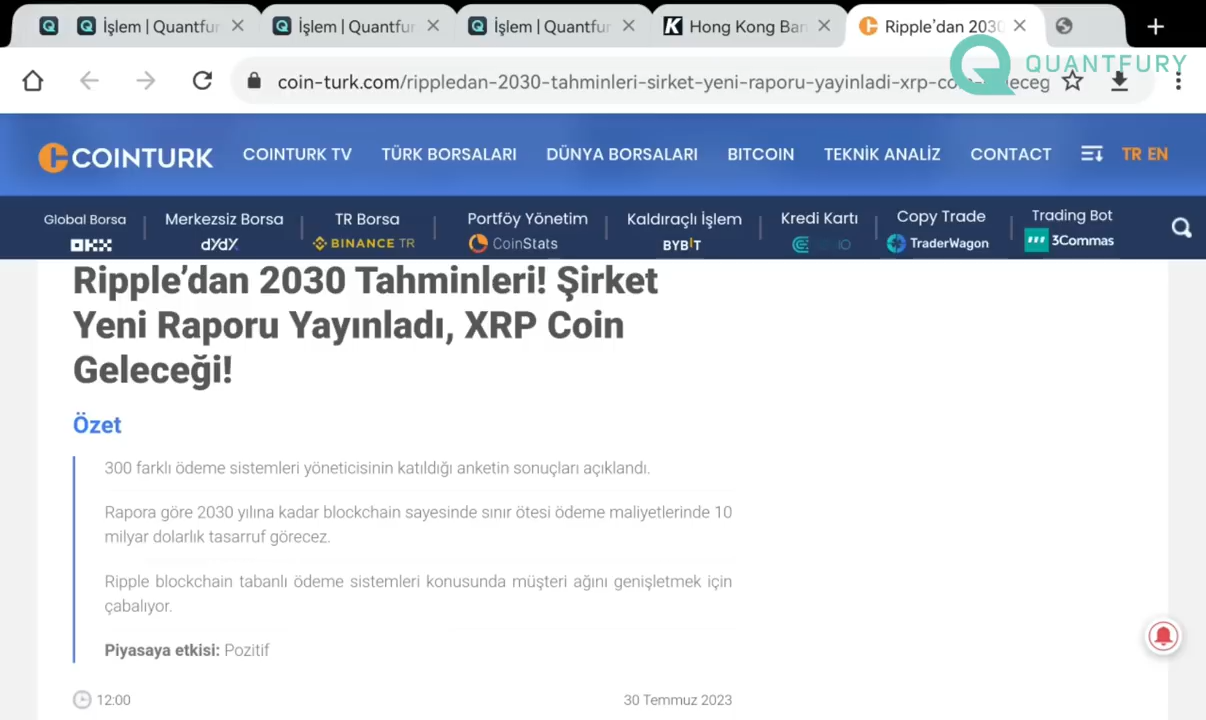 İşlem | Quantfur
İşlem | Quantfur
İşlem | Quantfur
Hong Kong Ban
Ripple’dan 2030
QUANTFURY
coin-turk.com/rippledan-2030-tahminleri-sirket-yeni-raporu-yayinladi-xrp-co
eceg
COINTURK
COINTURK TV
TÜRK BORSALARI
DÜNYA BORSALARI
BITCOIN
TEKNİK ANALİZ
CONTACT
TR EN
Global Borsa
Merkezsiz Borsa
TR Borsa
Portföy Yönetim
Kaldıraçlı İşlem
Kredi Kartı
Copy Trade
Trading Bot
OKX
dYdX
BINANCE TR
CoinStats
BYBIT
TraderWagon
3Commas
Ripple’dan 2030 Tahminleri! Şirket
Yeni Raporu Yayınladı, XRP Coin
Geleceği!
Özet
300 farklı ödeme sistemleri yöneticisinin katıldığı anketin sonuçları açıklandı.
Rapora göre 2030 yılına kadar blockchain sayesinde sınır ötesi ödeme maliyetlerinde 10
milyar dolarlık tasarruf görecez.
Ripple blockchain tabanlı ödeme sistemleri konusunda müşteri ağını genişletmek için
çabalıyor.
Piyasaya etkisi: Pozitif
12:00
30 Temmuz 2023